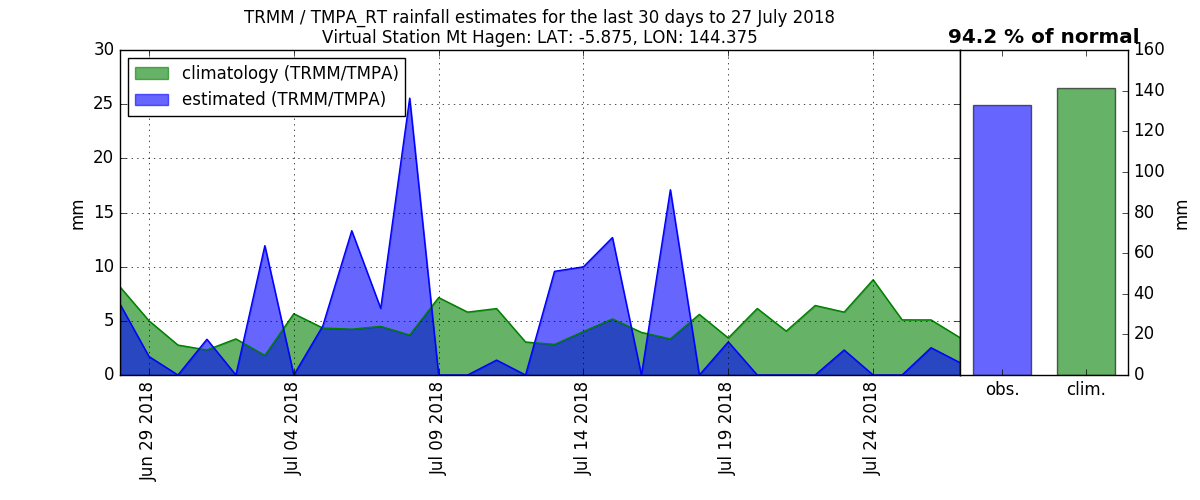 TRMM / TMPA_RT rainfall estimates for the last 30 days to 27 July 2018
Virtual Station Mt Hagen: LAT: -5.875, LON: 144.375
94.2 % of normal
climatology (TRMM/TMPA)
estimated (TRMM/TMPA)
30
25
20
15
10
5
0
mm
Jun 29 2018
Jul 04 2018
Jul 09 2018
Jul 14 2018
Jul 19 2018
Jul 24 2018
obs.
clim.
160
140
120
100
80
60
40
20
0
mm